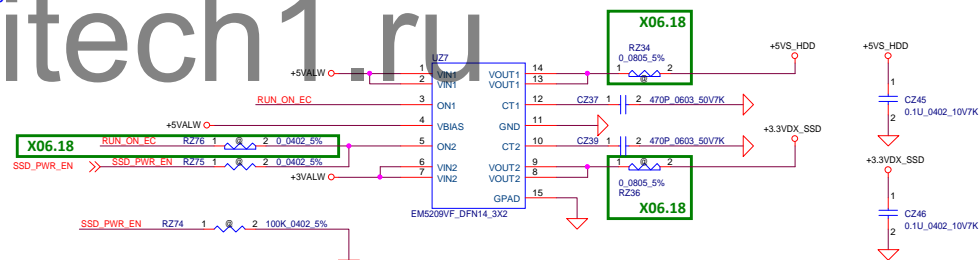 itech1.ru
X06.18
RZ34
0_0805_5%
1 2
@
+5VS_HDD
+5VS_HDD
UZ7
+5VALW
1 VIN1
2 VIN1
VOUT1 14
VOUT1 13
RUN_ON_EC
3 ON1
CT1 12
CZ37 1 2 470P_0603_50V7K
1
CZ45
2 0.1U_0402_10V7K
+5VALW
4 VBIAS
GND 11
X06.18
RUN_ON_EC RZ76 1 @ 2 0_0402_5%
5 ON2
CT2 10
CZ39 1 2 470P_0603_50V7K
+3.3VDX_SSD
SSD_PWR_EN
SSD_PWR_EN RZ75 1 @ 2 0_0402_5%
+3VALW
6 VIN2
7 VIN2
VOUT2 9
VOUT2 8
1 @ 2
0_0805_5%
RZ36
X06.18
+3.3VDX_SSD
GPAD 15
EM5209VF_DFN14_3X2
1
CZ46
2 0.1U_0402_10V7K
SSD_PWR_EN RZ74 1 @ 2 100K_0402_5%